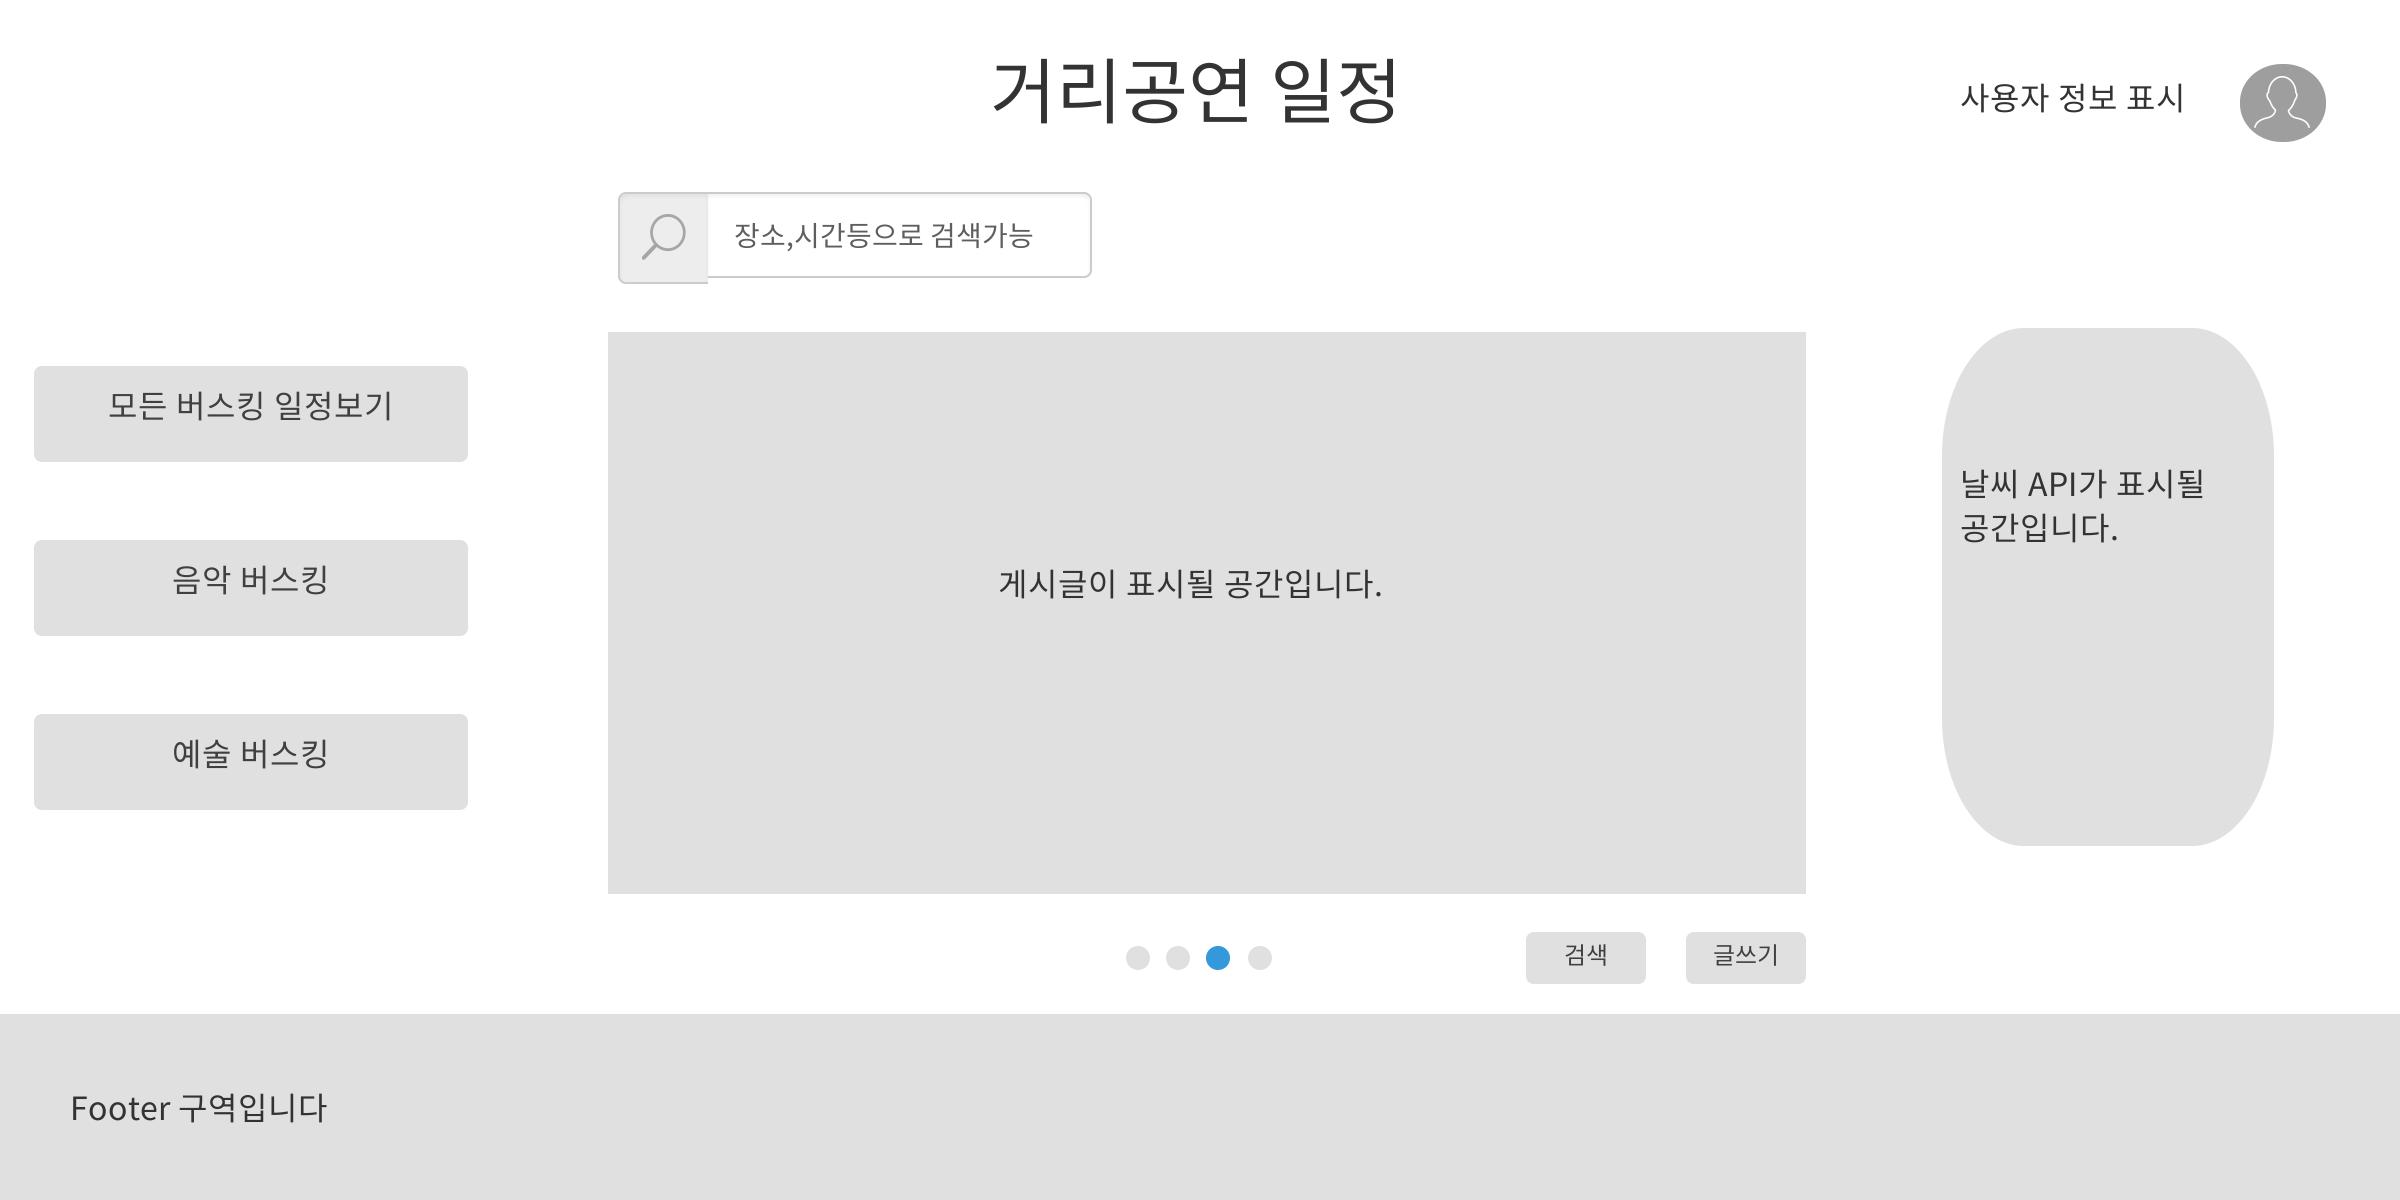 거리공연 일정
사용자 정보 표시
장소,시간등으로 검색가능
모든 버스킹 일정보기
음악 버스킹
예술 버스킹
게시글이 표시될 공간입니다.
날씨 API가 표시될
공간입니다.
검색
글쓰기
Footer 구역입니다